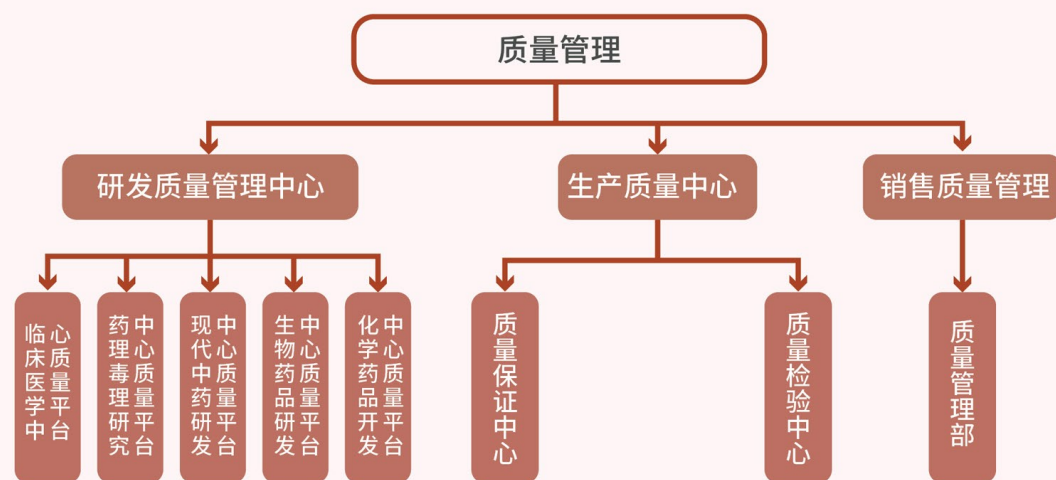 质量管理
研发质量管理中心
生产质量中心
销售质量管理
临床医学中
心质量平台
药理毒理研究
中心质量平台
现代中药研发
中心质量平台
生物药品研发
中心质量平台
化学药品开发
中心质量平台
质量保证中心
质量检验中心
质量管理部